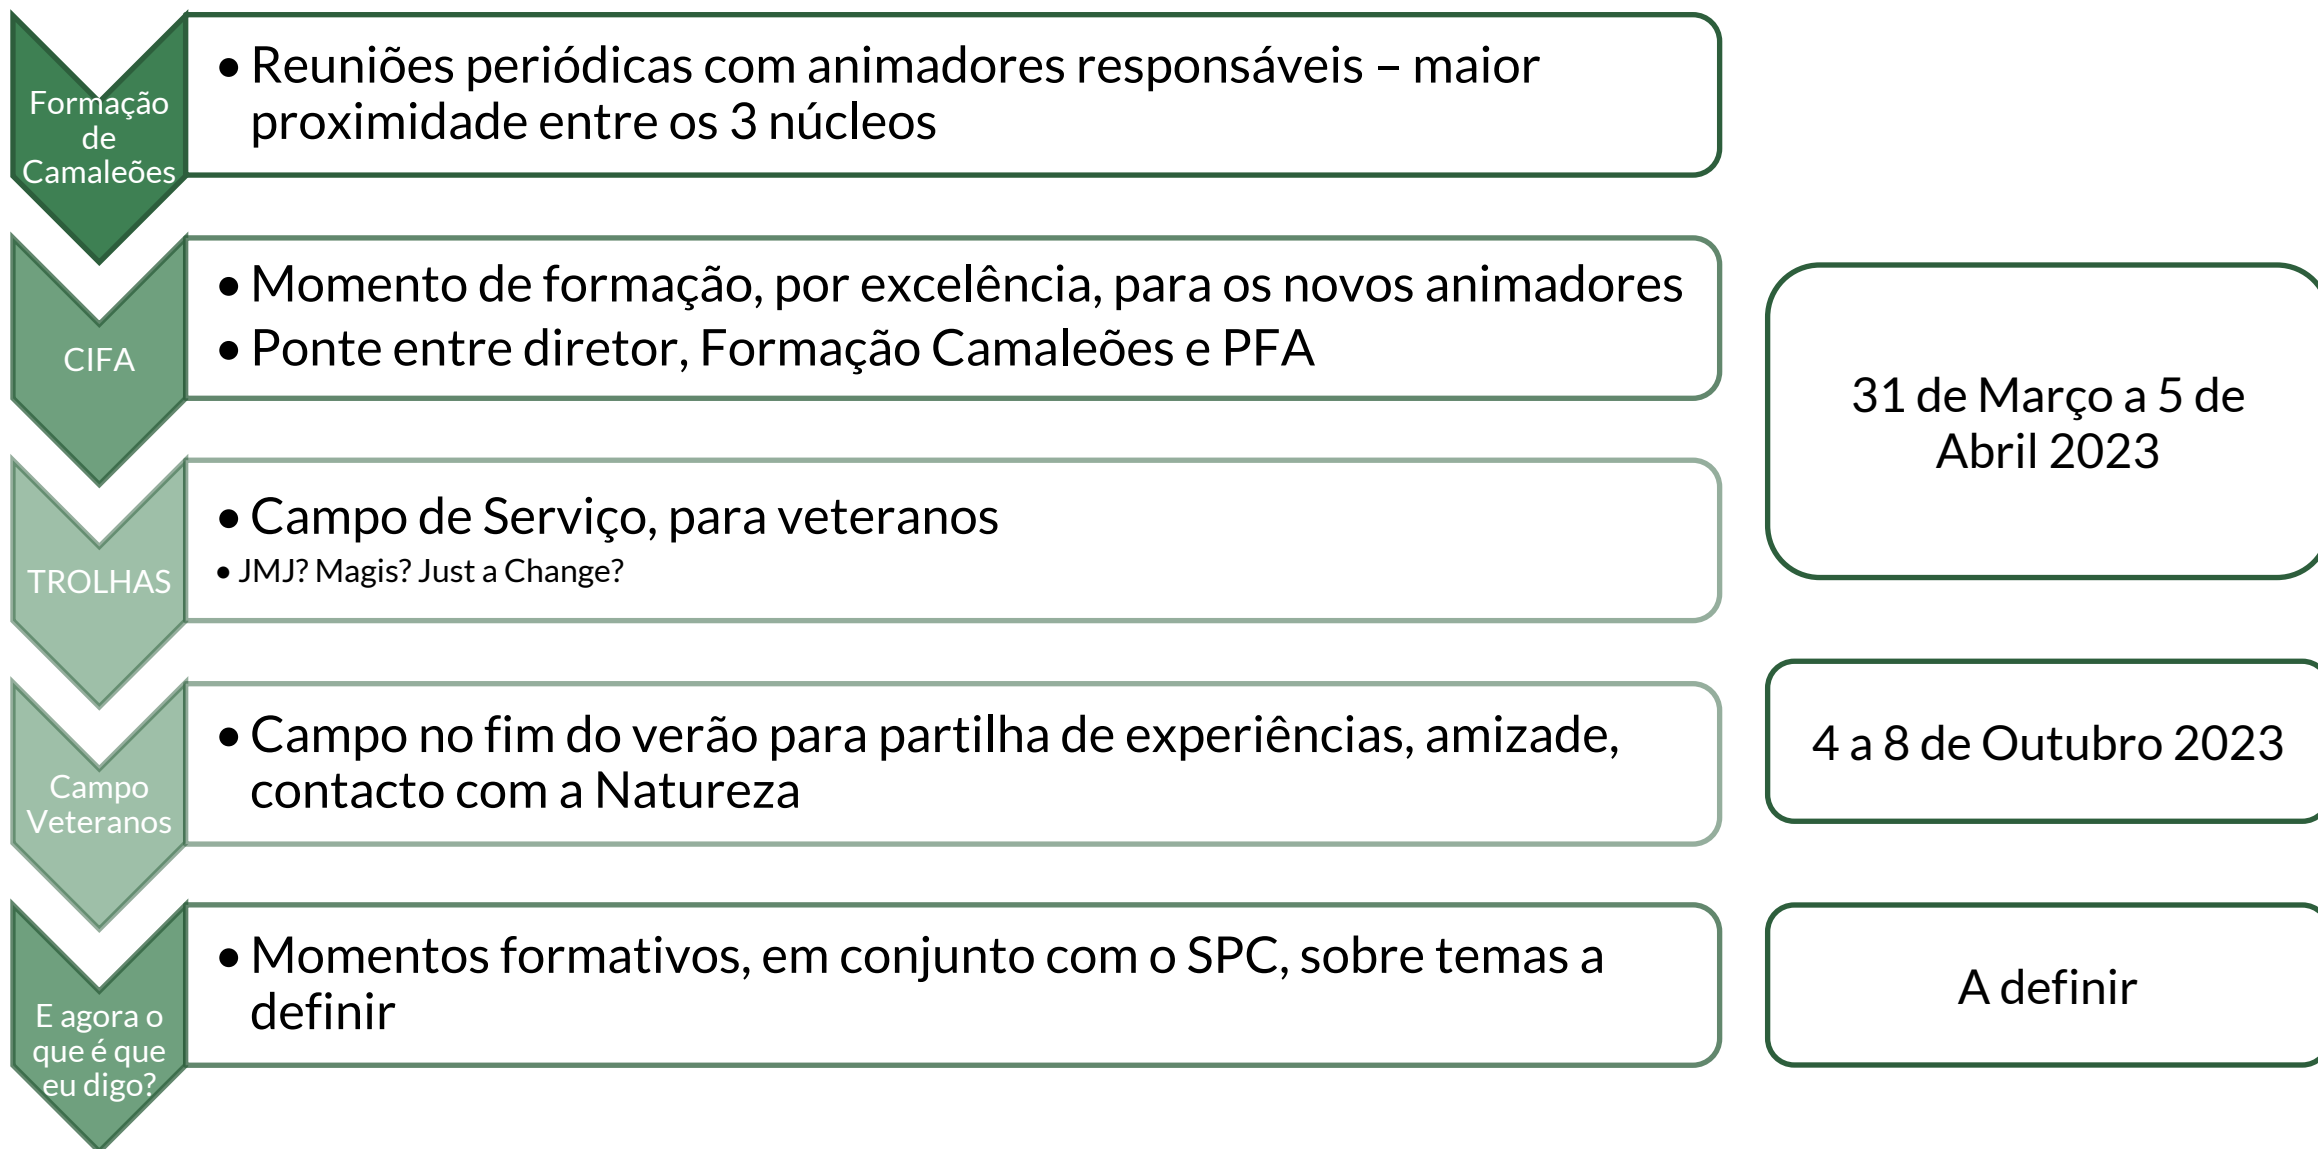 Formação
de
Camaleões
• Reuniões periódicas com animadores responsáveis – maior
proximidade entre os 3 núcleos
CIFA
• Momento de formação, por excelência, para os novos animadores
• Ponte entre diretor, Formação Camaleões e PFA
31 de Março a 5 de
Abril 2023
TROLHAS
• Campo de Serviço, para veteranos
• JMJ? Magis? Just a Change?
Campo
Veteranos
• Campo no fim do verão para partilha de experiências, amizade,
contacto com a Natureza
4 a 8 de Outubro 2023
E agora o
que é que
eu digo?
• Momentos formativos, em conjunto com o SPC, sobre temas a
definir
A definir